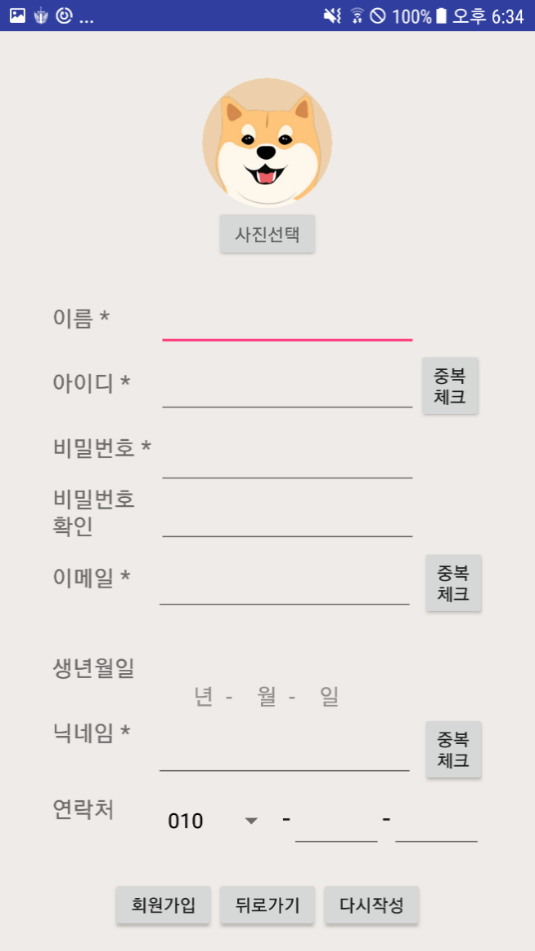 ... 100% 오후 6:34
사진선택
이름 *
아이디 *
중복
체크
비밀번호 *
비밀번호
확인
이메일 *
중복
체크
생년월일
년 - 월 - 일
닉네임 *
중복
체크
연락처 010 - -
회원가입 뒤로가기 다시작성